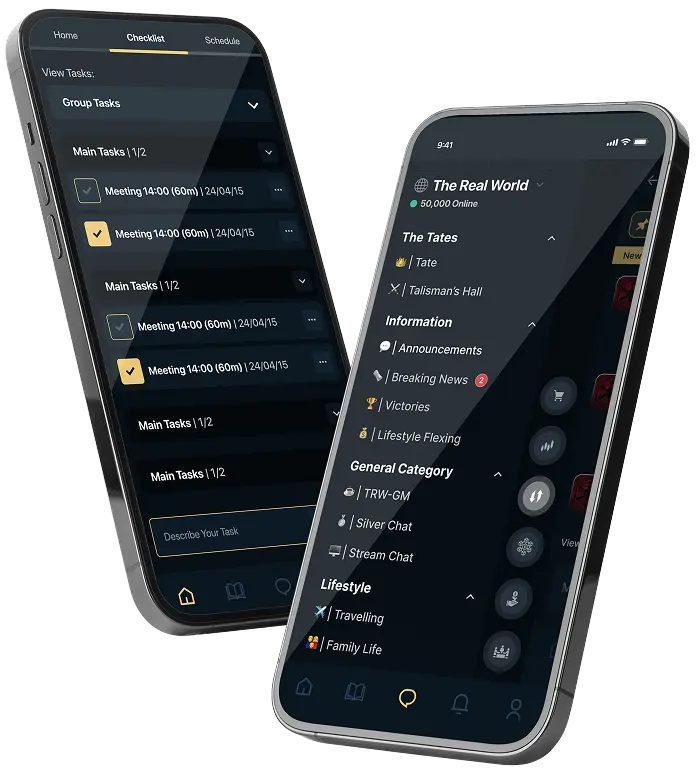 Home Checklist Schedule
View Tasks:
Group Tasks
Main Tasks | 1/2
Meeting 14:00 (60m) | 24/04/15
Meeting 14:00 (60m) | 24/04/15
Main Tasks | 1/2
Meeting 14:00 (60m) | 24/04/15
Meeting 14:00 (60m) | 24/04/15
Main Tasks | 1/2
Main Tasks | 1/2
Describe Your Task
9:41
The Real World
50,000 Online
The Tates
| Tate
| Talisman's Hall
Information
| Announcements
| Breaking News 2
| Victories
| Lifestyle Flexing
General Category
| TRW-GM
| Silver Chat
| Stream Chat
Lifestyle
| Travelling
| Family Life
New
View